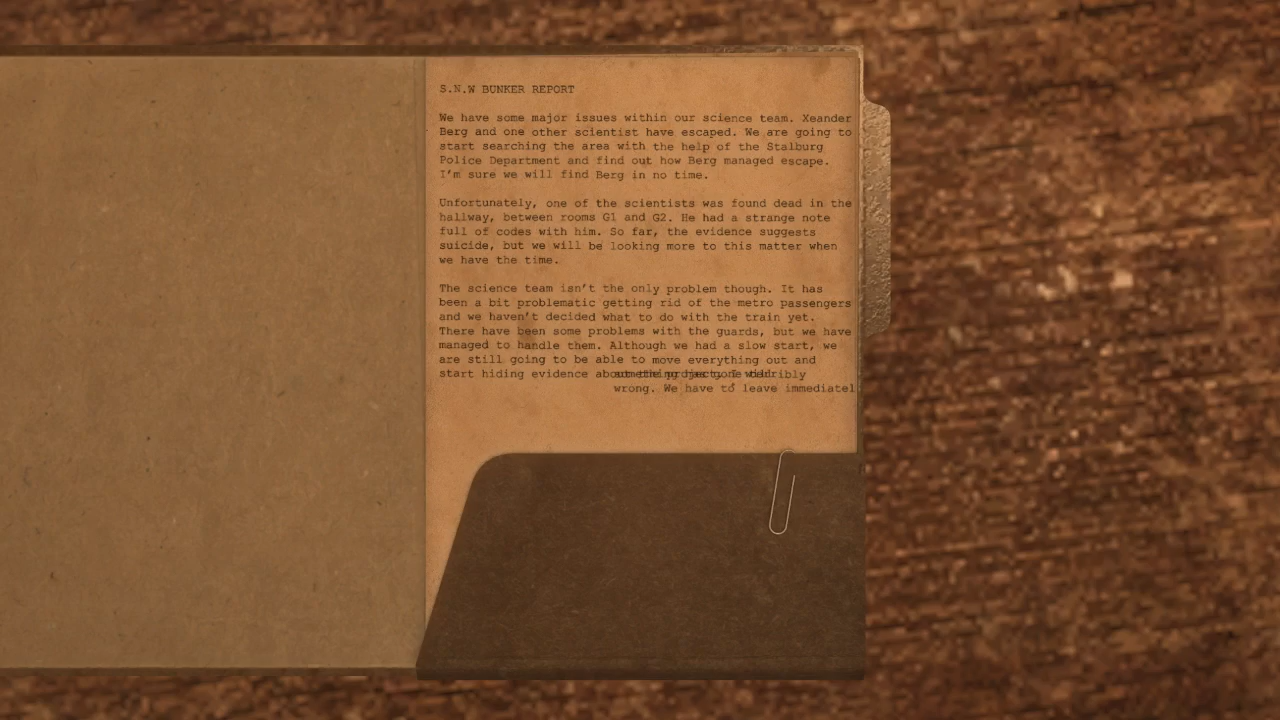 S.N.W BUNKER REPORT
We have some major issues within our science team. Xeander
Berg and one other scientist have escaped. We are going to
start searching the area with the help of the Stalburg
Police Department and find out how Berg managed escape.
I'm sure we will find Berg in no time.
Unfortunately, one of the scientists was found dead in the
hallway, between rooms G1 and G2. He had a strange note
full of codes with him. So far, the evidence suggests
suicide, but we will be looking more to this matter when
we have the time.
The science team isn't the only problem though. It has
been a bit problematic getting rid of the metro passengers
and we haven't decided what to do with the train yet.
There have been some problems with the guards, but we have
managed to handle them. Although we had a slow start, we
are still going to be able to move everything out and
start hiding evidence
wrong. We have to leave immediatel